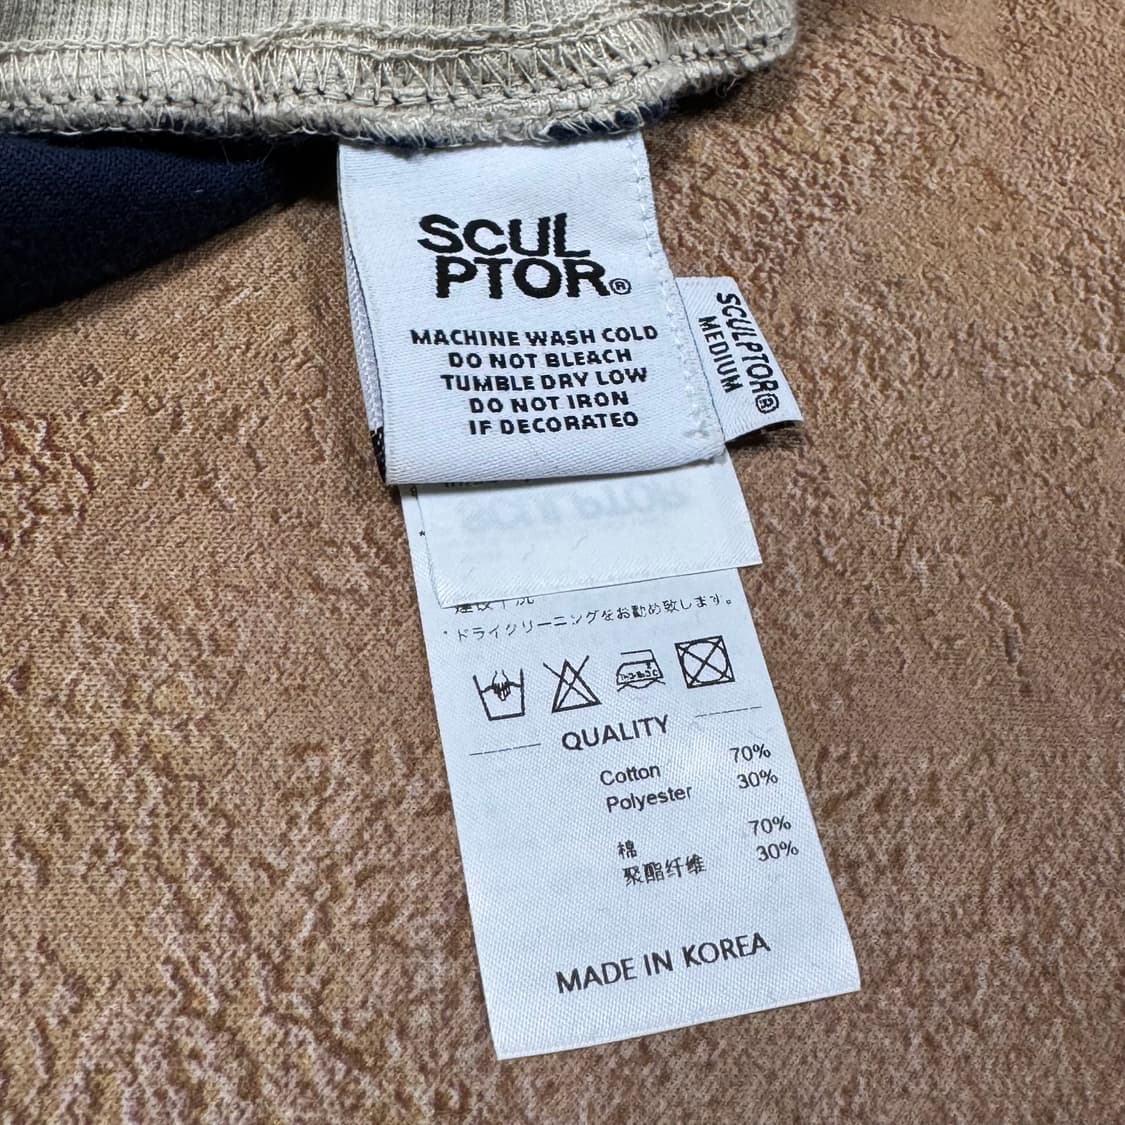 SCUL
PTOR®
MACHINE WASH COLD
DO NOT BLEACH
TUMBLE DRY LOW
DO NOT IRON
IF DECORATED
SCULPTOR®
MEDIUM
*ドライクリーニングをお勧め致します。
QUALITY
Cotton 70%
Polyester 30%
棉 70%
聚酯纤维 30%
MADE IN KOREA